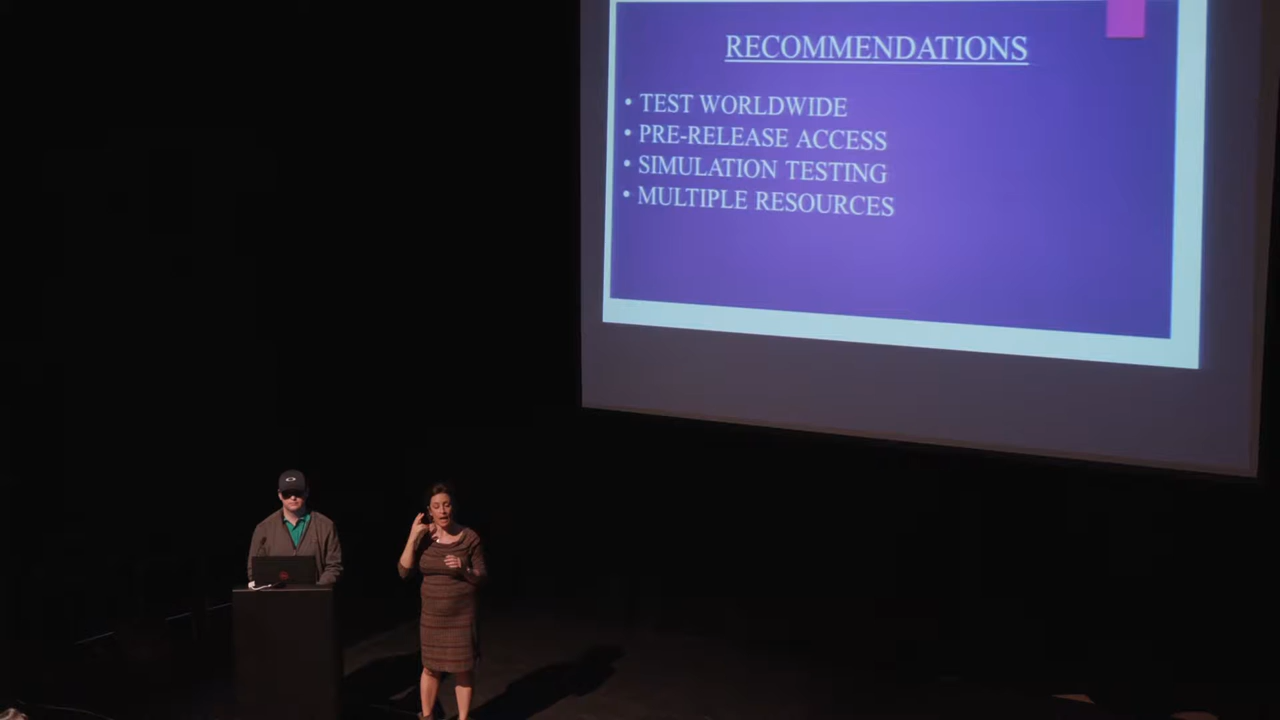 RECOMMENDATIONS
• TEST WORLDWIDE
• PRE-RELEASE ACCESS
• SIMULATION TESTING
• MULTIPLE RESOURCES